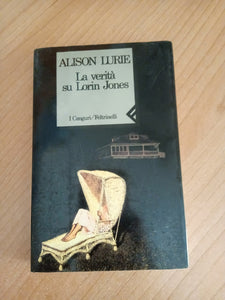 ALISON LURIE
La verità
su Lorin Jones
I Canguri/Feltrinelli